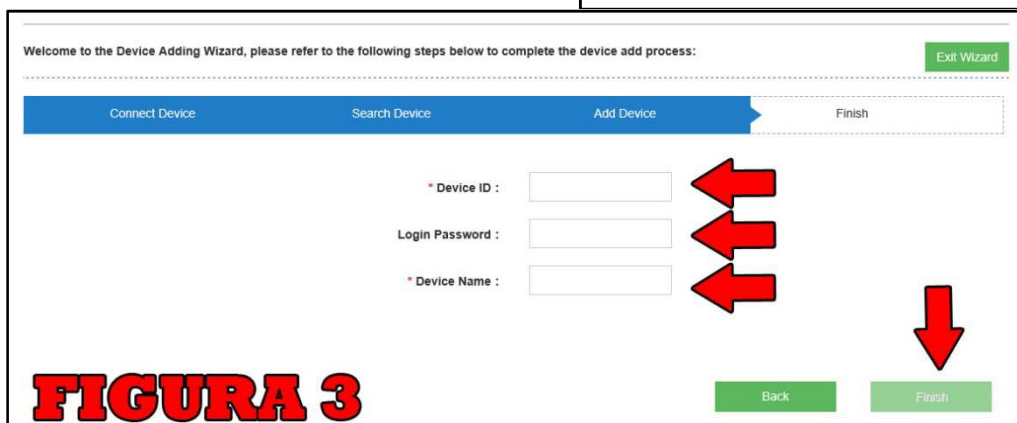 Welcome to the Device Adding Wizard, please refer to the following steps below to complete the device add process:
Exit Wizard
Connect Device Search Device Add Device Finish
* Device ID :
Login Password :
* Device Name :
FIGURA 3
Back Finish